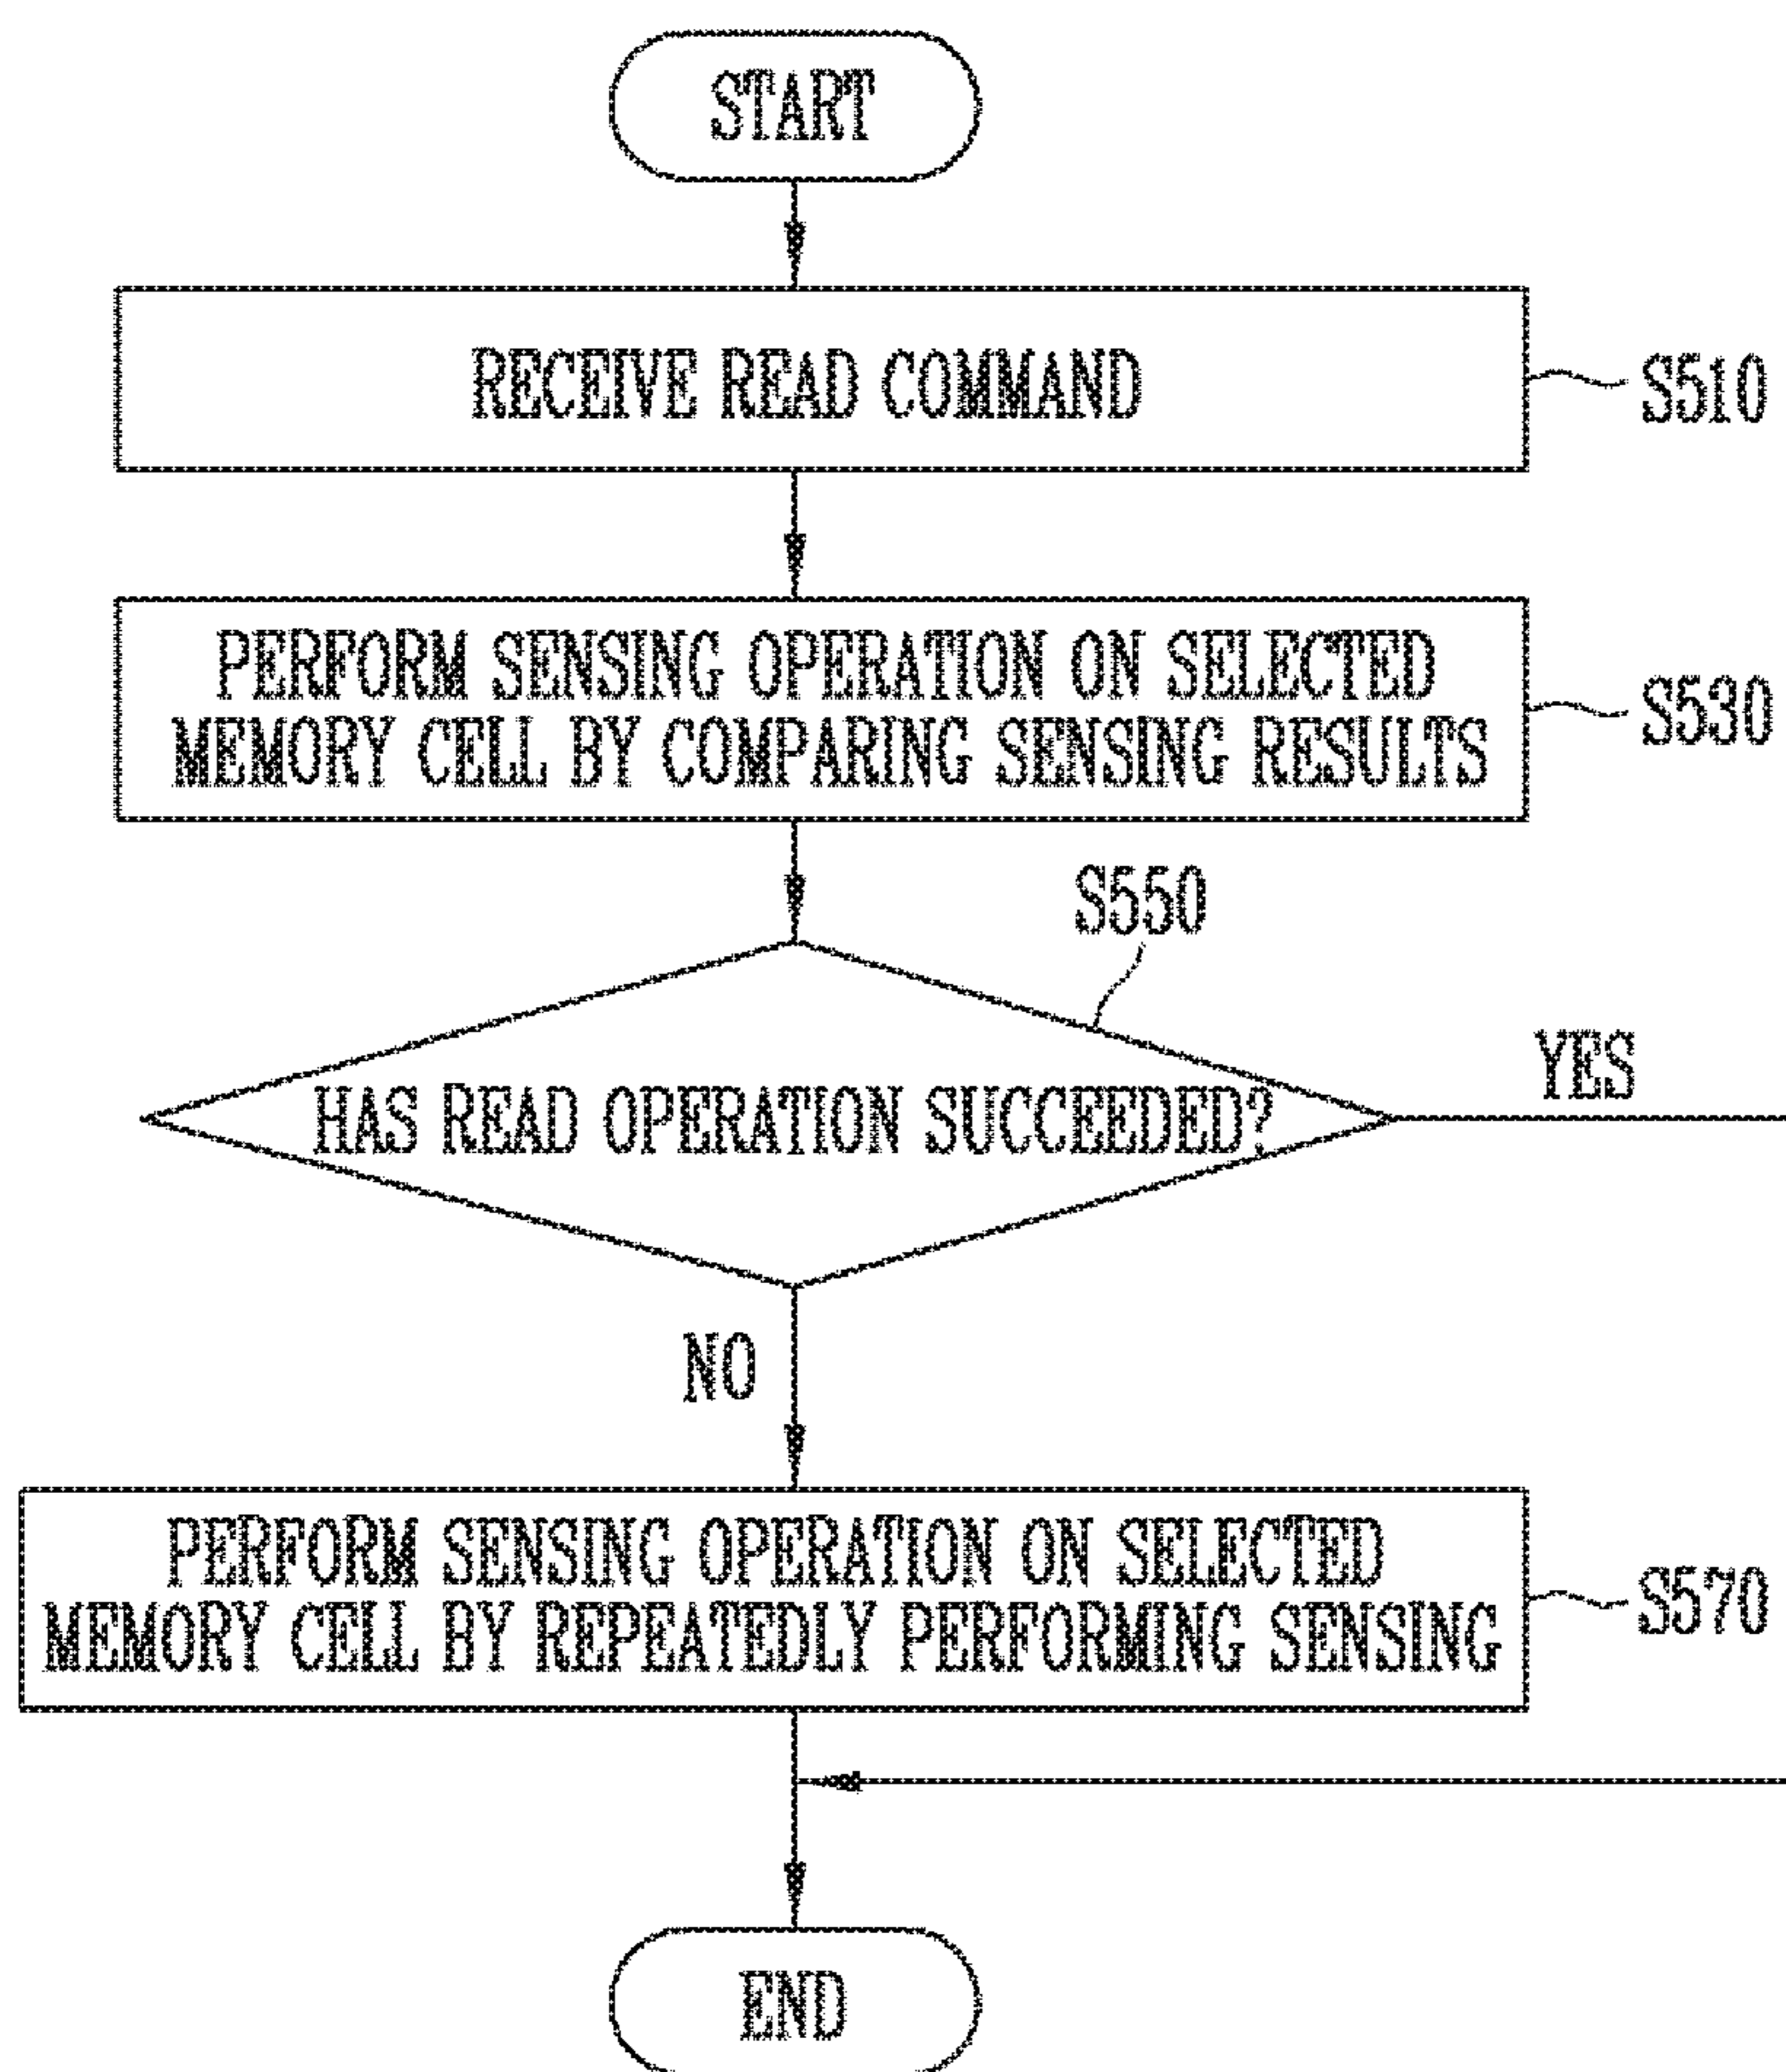 START
RECEIVE READ COMMAND
S510
PERFORM SENSING OPERATION ON SELECTED
MEMORY CELL BY COMPARING SENSING RESULTS
S530
S550
HAS READ OPERATION SUCCEEDED?
YES
NO
PERFORM SENSING OPERATION ON SELECTED
MEMORY CELL BY REPEATEDLY PERFORMING SENSING
S570
END